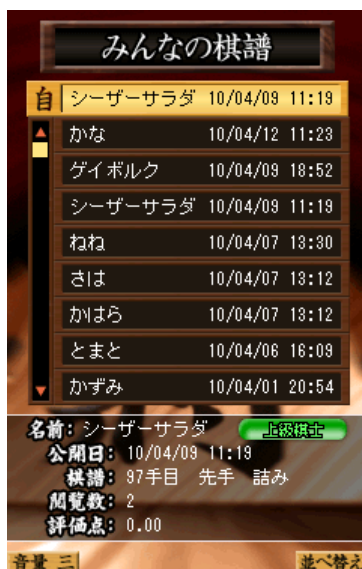 みんなの棋譜
自 シーザーサラダ 10/04/09 11:19
かな 10/04/12 11:23
ゲイボルク 10/04/09 18:52
シーザーサラダ 10/04/09 11:19
ねね 10/04/07 13:30
さは 10/04/07 13:12
かはら 10/04/07 13:12
とまと 10/04/06 16:09
かずみ 10/04/01 20:54
名前:シーザーサラダ 上級棋士
公開日: 10/04/09 11:19
棋譜: 97手目 先手 詰み
閲覧数: 2
評価点: 0.00
音量 三 並べ替え